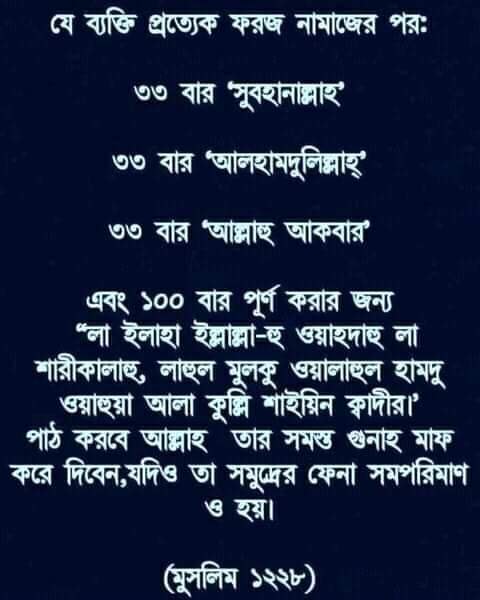 যে ব্যক্তি প্রত্যেক ফরজ নামাজের পর:
৩৩ বার ‘সুবহানাল্লাহ’
৩৩ বার ‘আলহামদুলিল্লাহ্’
৩৩ বার ‘আল্লাহু আকবার’
এবং ১০০ বার পূর্ণ করার জন্য
“লা ইলাহা ইল্লাল্লা-হু ওয়াহদাহু লা
শারীকালাহু, লাহুল মুলকু ওয়ালাহুল হামদু
ওয়াহুয়া আলা কুল্লি শাইয়িন ক্বাদীর।’
পাঠ করবে আল্লাহ তার সমস্ত গুনাহ মাফ
করে দিবেন,যদিও তা সমুদ্রের ফেনা সমপরিমাণ
ও হয়।
(মুসলিম ১২২৮)